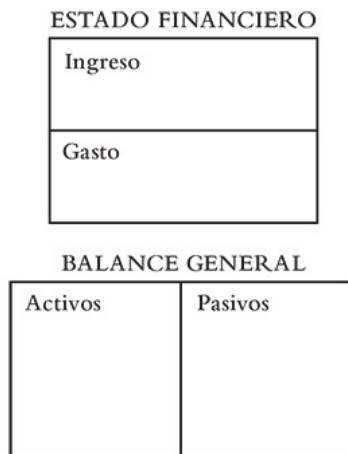 ESTADO FINANCIERO
Ingreso
Gasto
BALANCE GENERAL
Activos
Pasivos